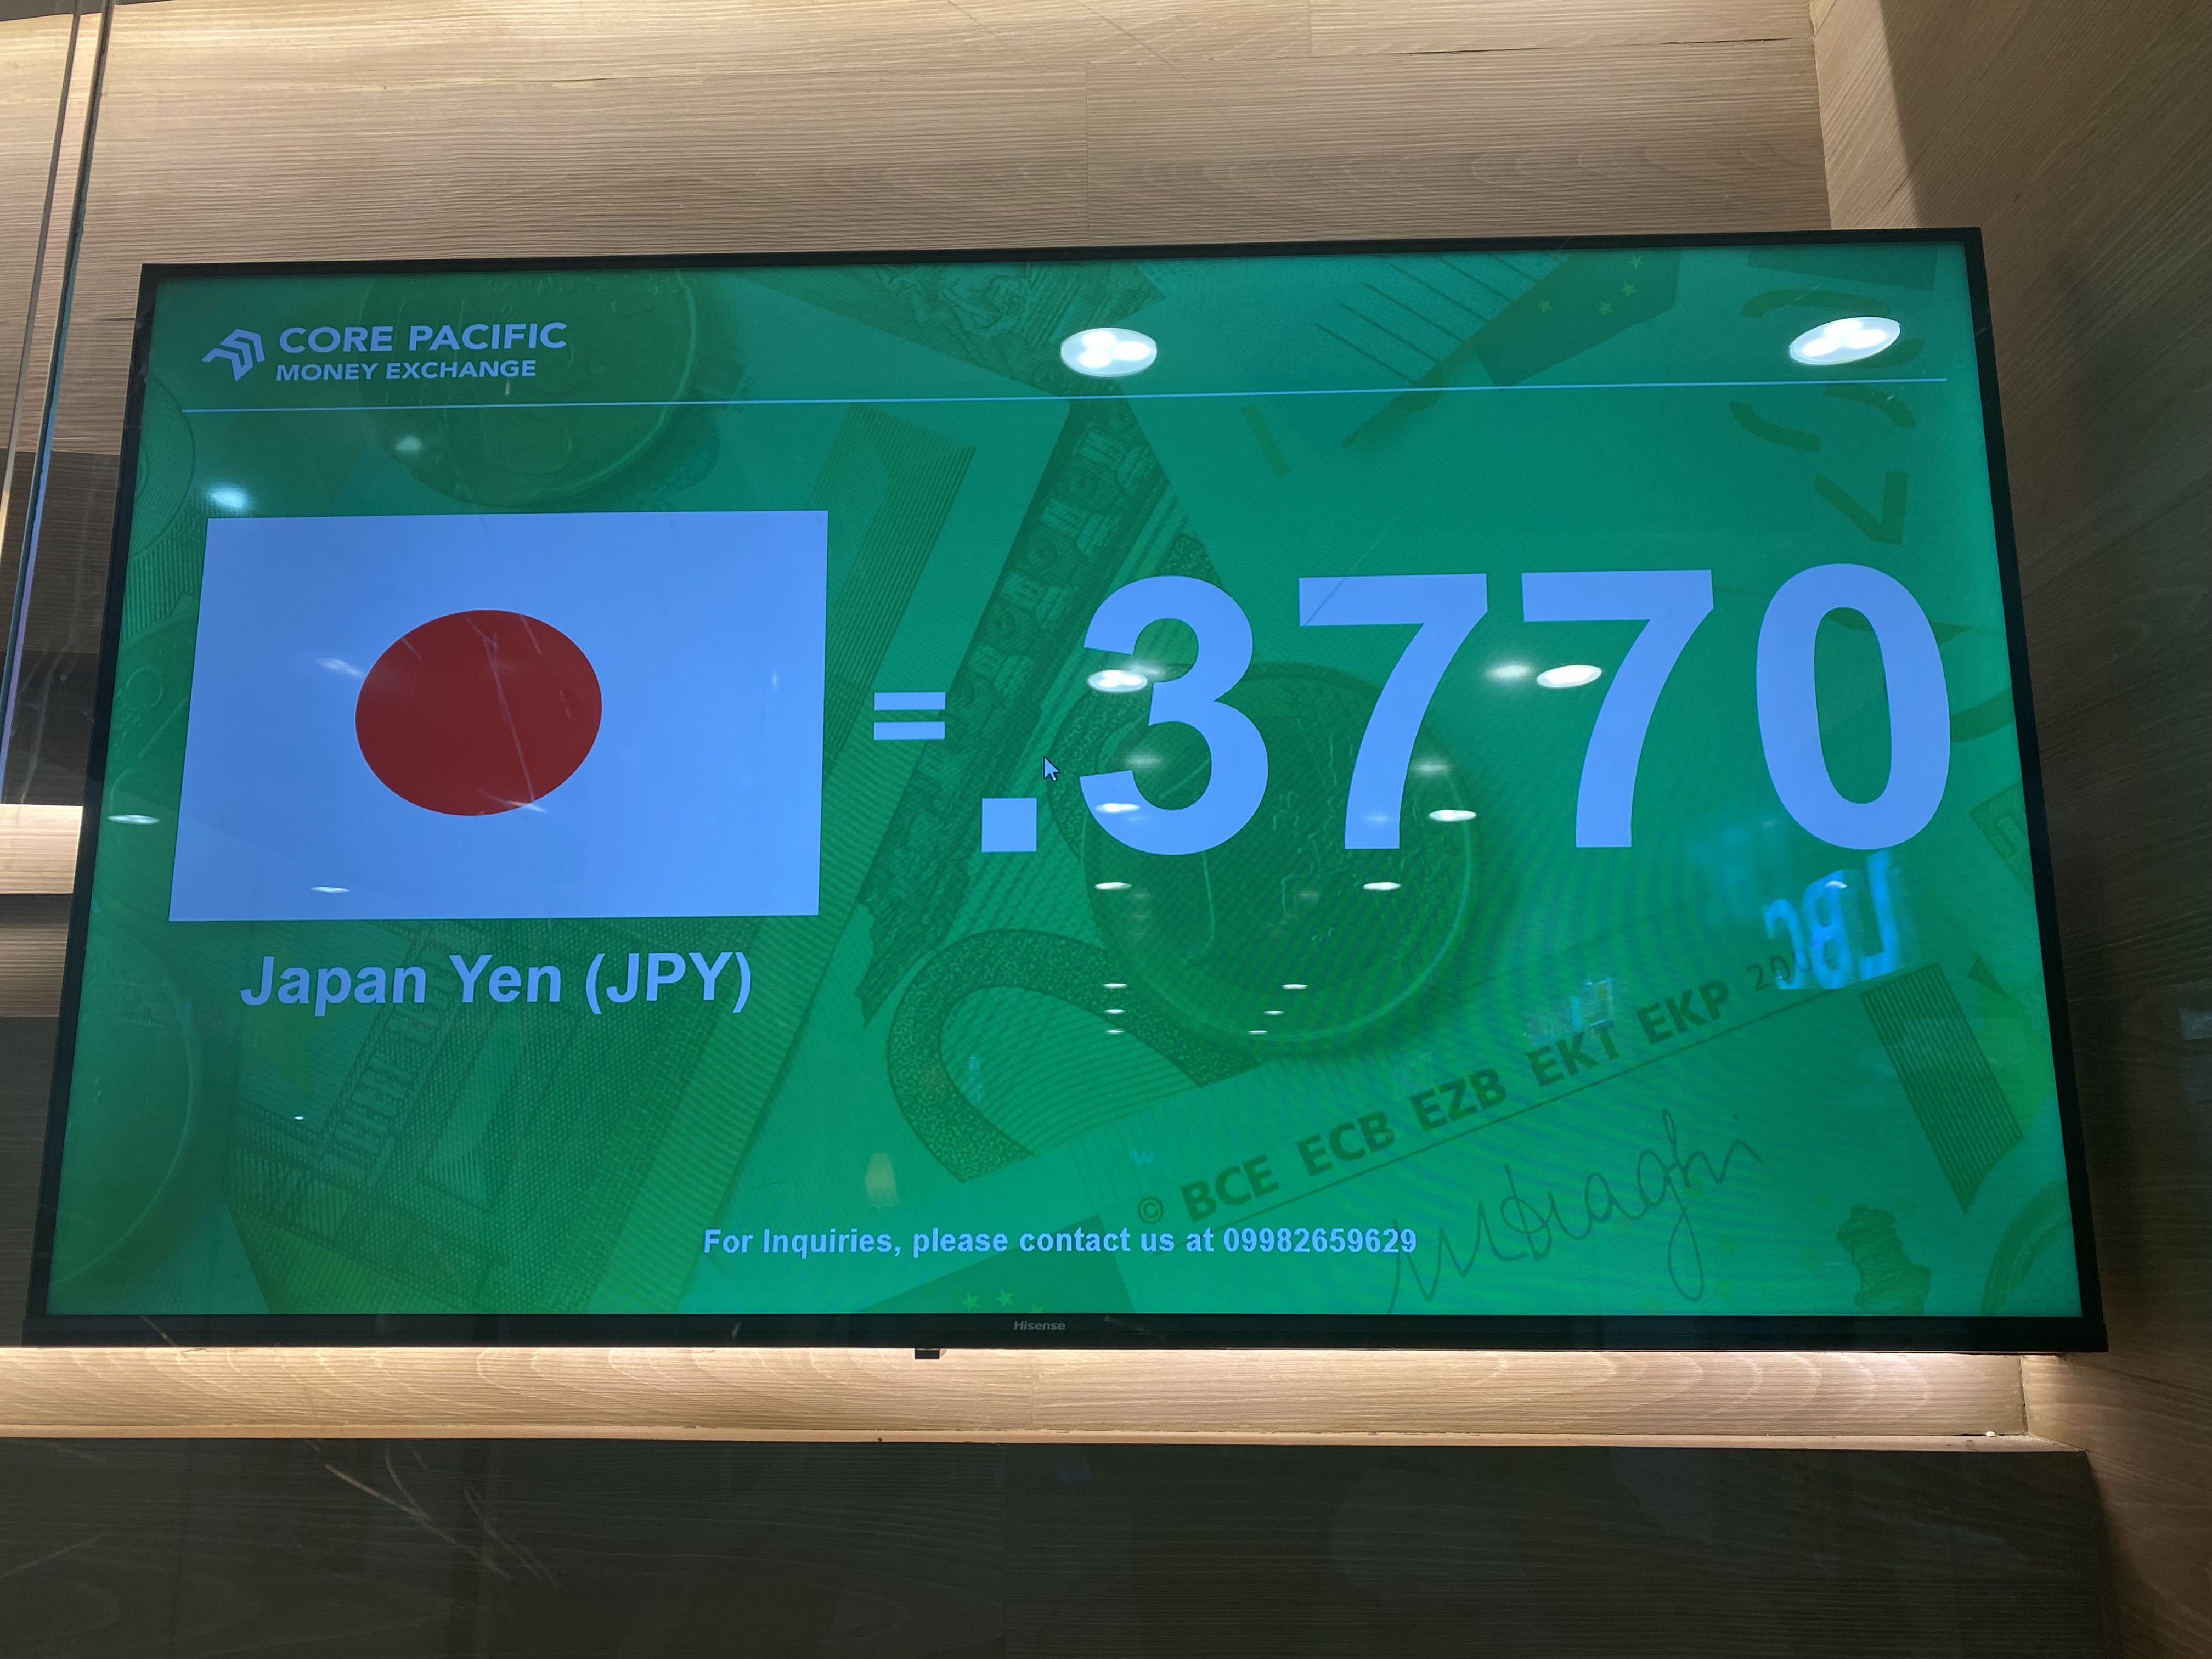 CORE PACIFIC
MONEY EXCHANGE
= .3770
Japan Yen (JPY)
LBC
© BCE ECB EZB EKT EKP
For Inquiries, please contact us at 09982659629
Hisense